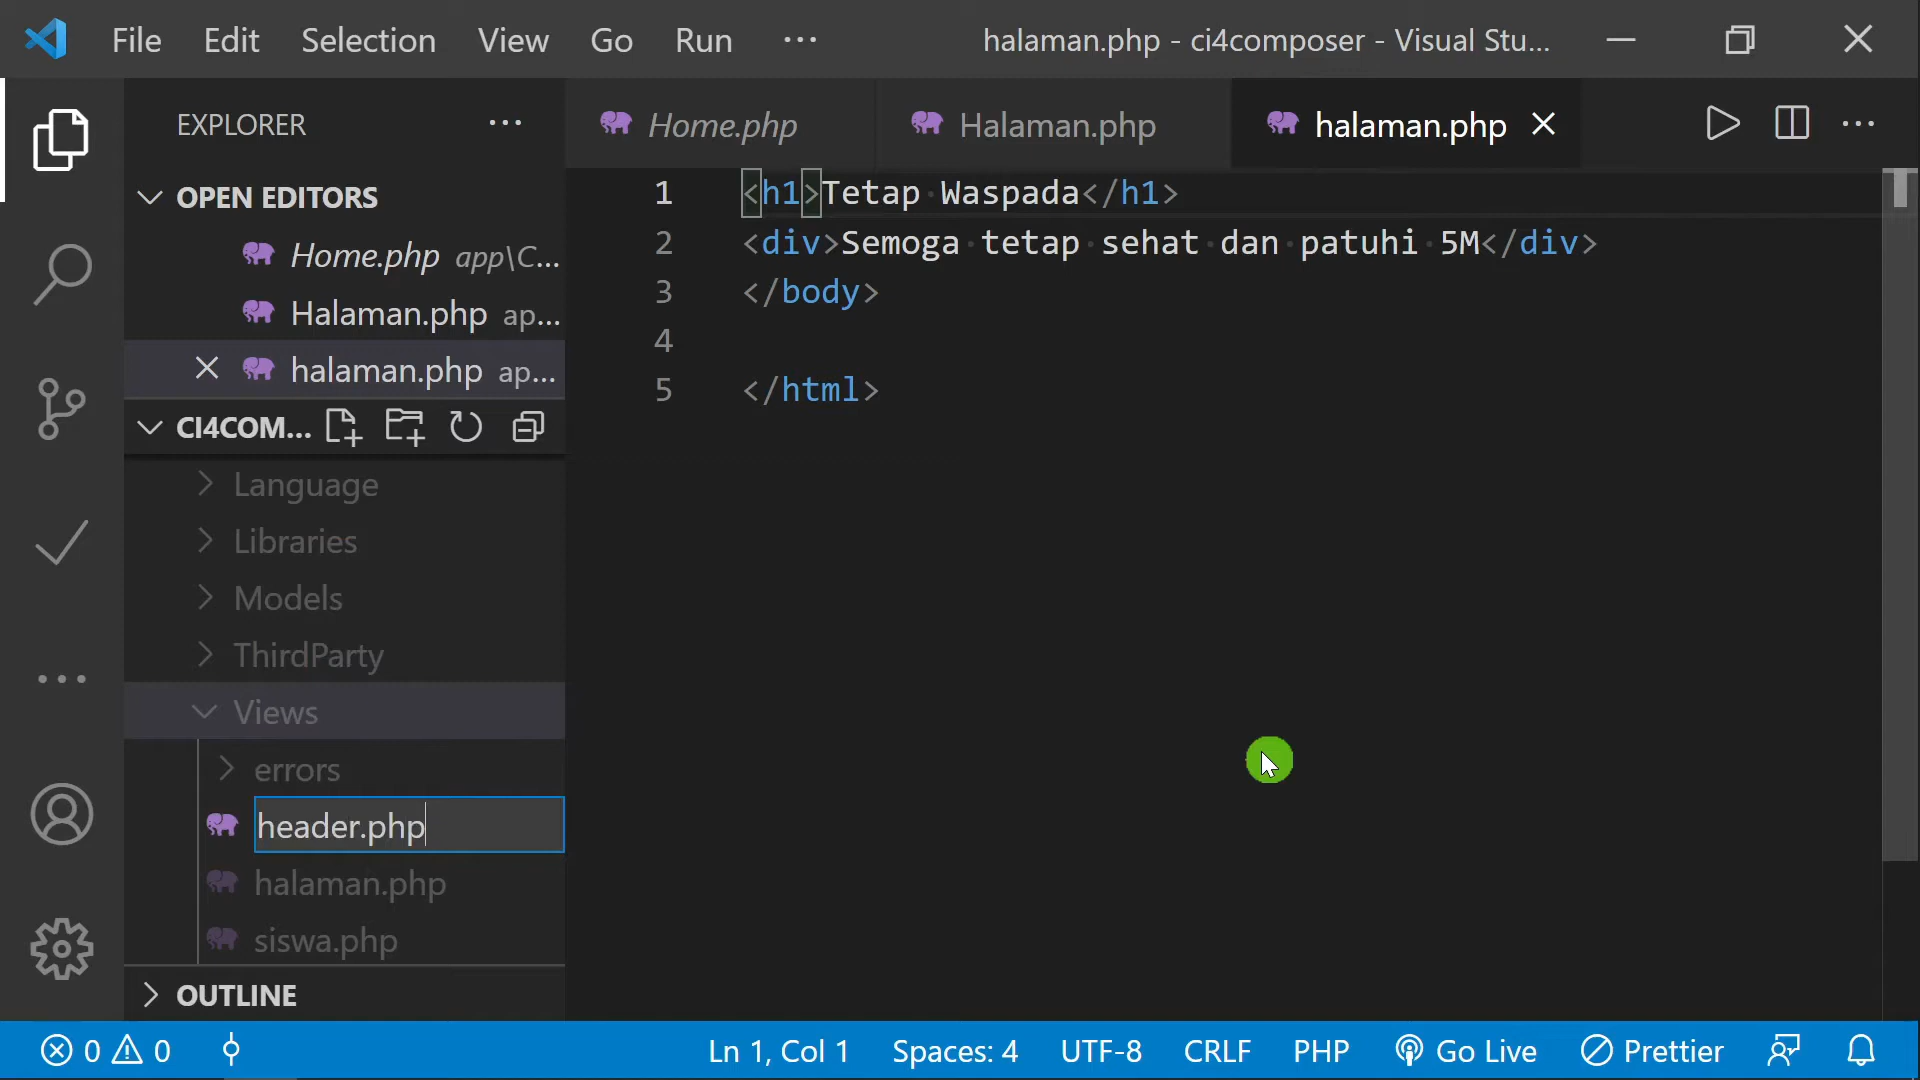 File Edit Selection View Go Run ··· halaman.php - ci4composer - Visual Stu...
EXPLORER ···
Home.php Halaman.php halaman.php
OPEN EDITORS
Home.php app\C...
Halaman.php ap...
halaman.php ap...
CI4COM...
Language
Libraries
Models
ThirdParty
Views
errors
header.php
halaman.php
siswa.php
OUTLINE
1 <h1>Tetap Waspada</h1>
2 <div>Semoga tetap sehat dan patuhi 5M</div>
3 </body>
4
5 </html>
0 0 Ln 1, Col 1 Spaces: 4 UTF-8 CRLF PHP Go Live Prettier